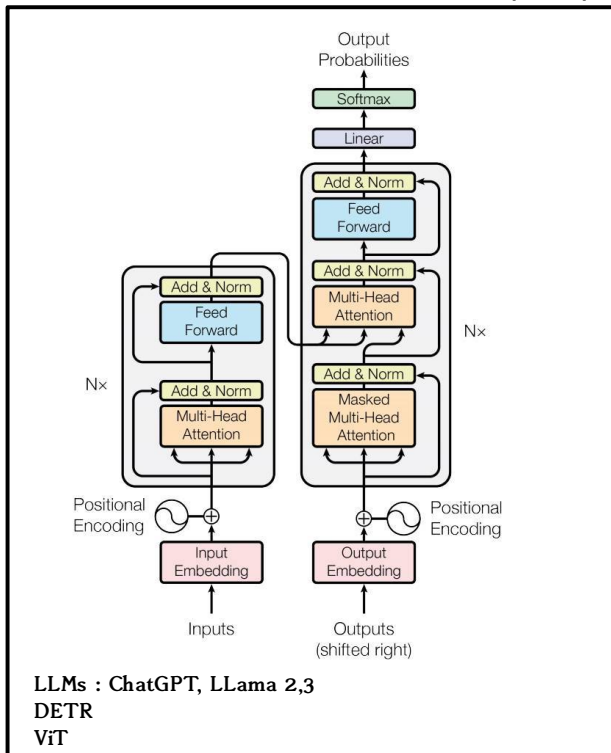 Output
Probabilities
Softmax
Linear
Add & Norm
Feed
Forward
Add & Norm
Multi-Head
Attention
Nx
Add & Norm
Masked
Multi-Head
Attention
Add & Norm
Feed
Forward
Nx
Add & Norm
Multi-Head
Attention
Positional
Encoding
Positional
Encoding
Input
Embedding
Output
Embedding
Inputs
Outputs
(shifted right)
LLMs : ChatGPT, LLama 2,3
DETR
ViT